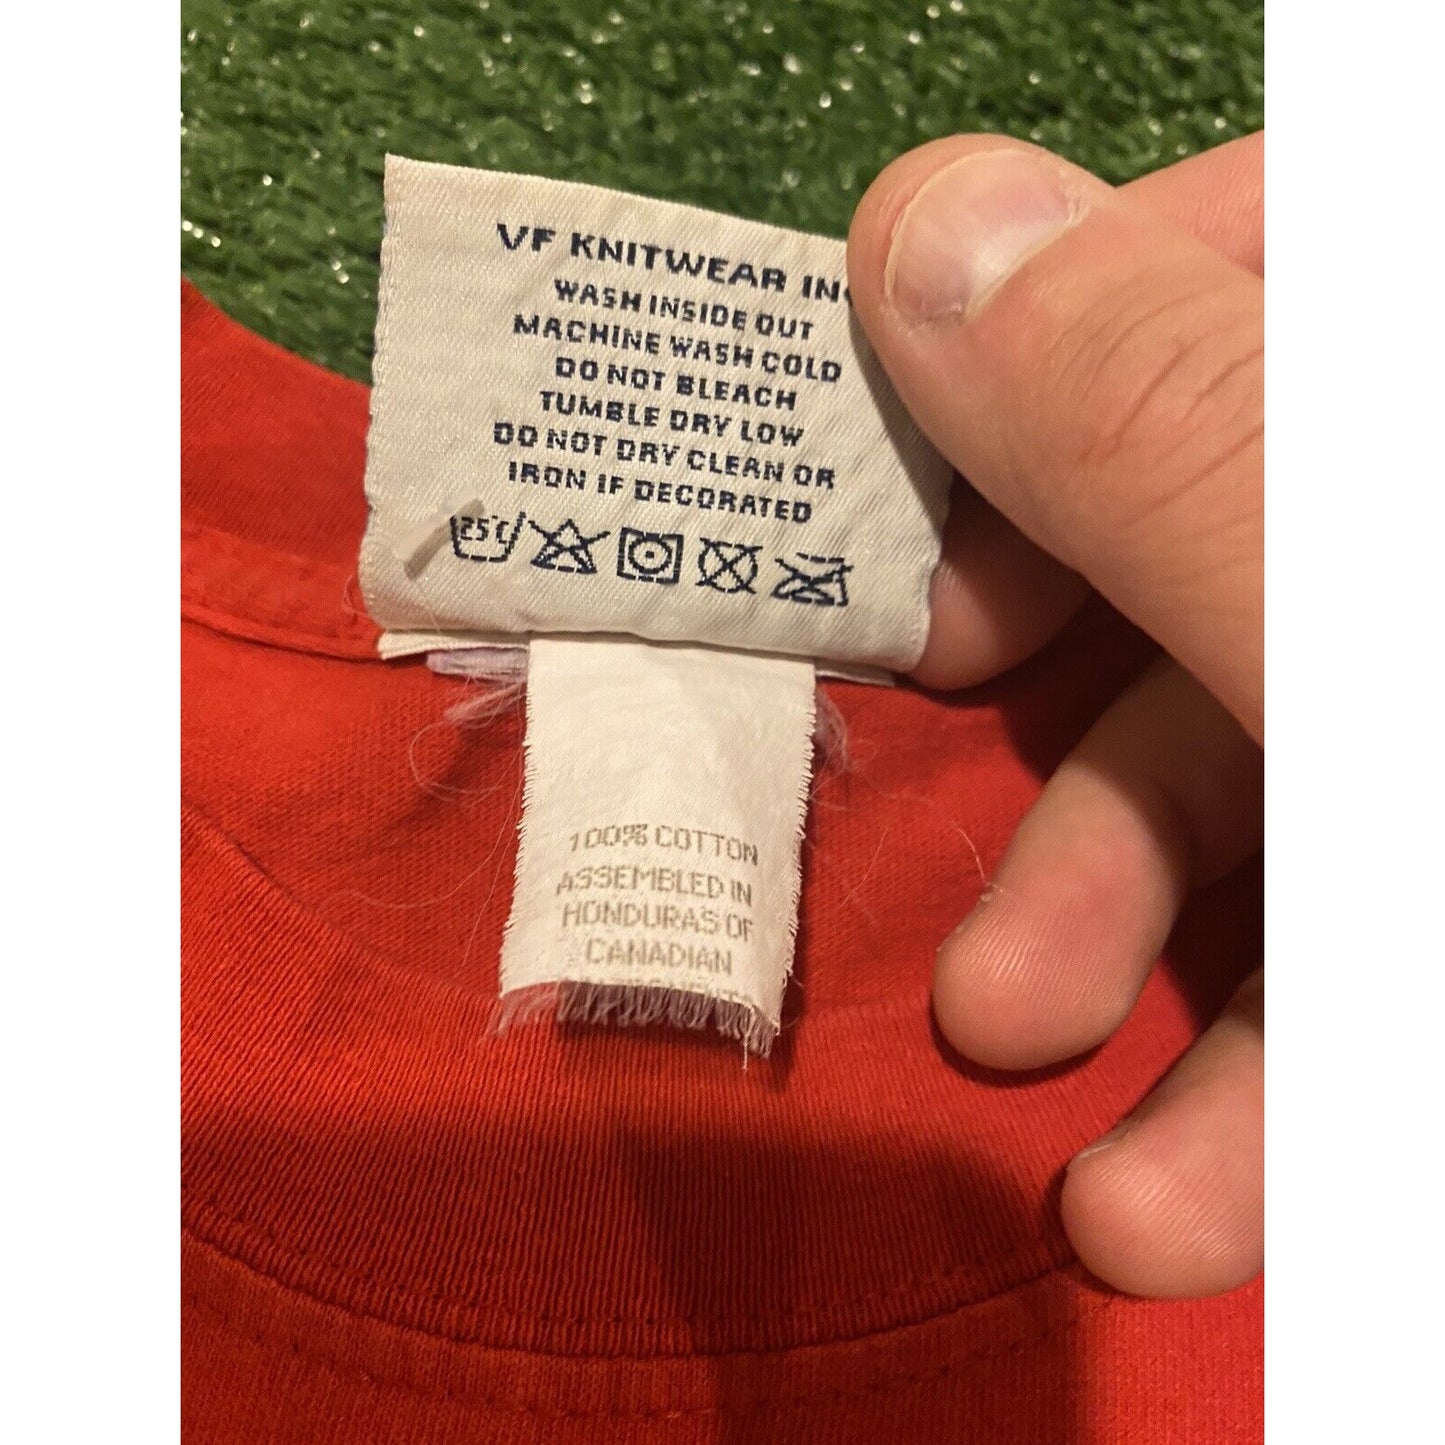 VF KNITWEAR
WASH INSIDE OUT
MACHINE WASH COLD
DO NOT BLEACH
TUMBLE DRY LOW
DO NOT DRY CLEAN OR
IRON IF DECORATED
25°C
100% COTTON
ASSEMBLED IN
HONDURAS OF
CANADIAN